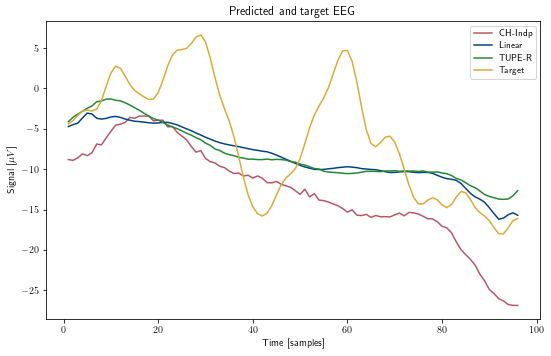 Predicted and target EEG
CH-Indp
Linear
TUPE-R
Target
5
0
−5
−10
−15
−20
−25
Signal [μV]
0
20
40
60
80
100
Time [samples]